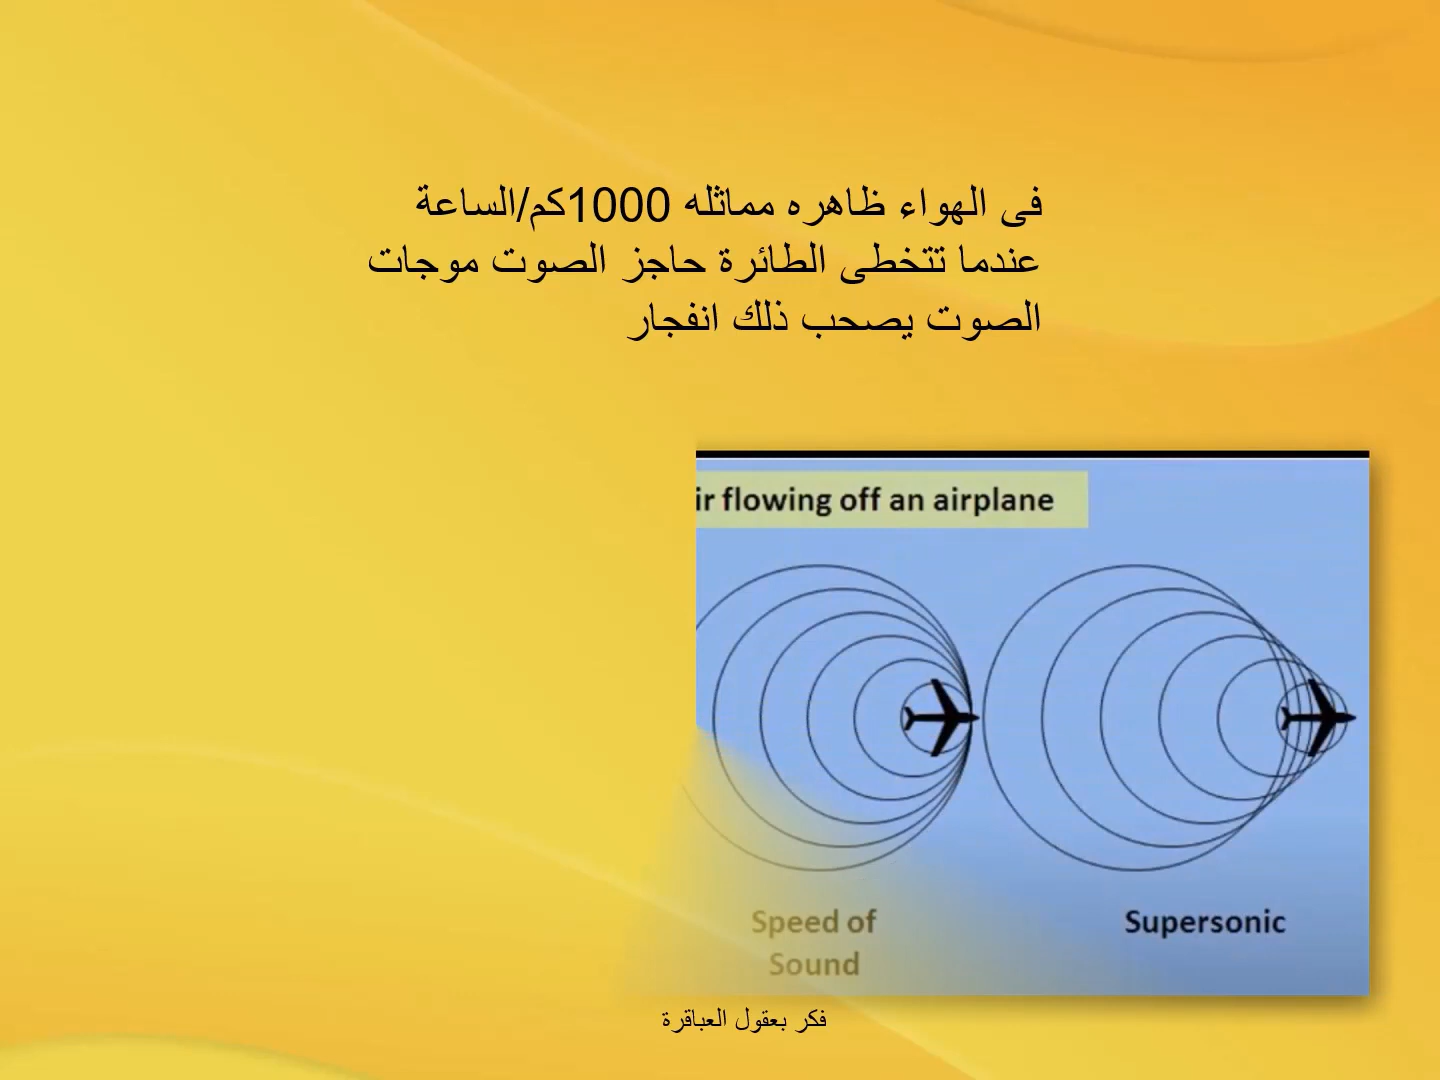 فى الهواء ظاهره مماثله 1000كم/الساعة
عندما تتخطى الطائرة حاجز الصوت موجات
الصوت يصحب ذلك انفجار
ir flowing off an airplane
Speed of
Sound
Supersonic
فكر بعقول العباقرة